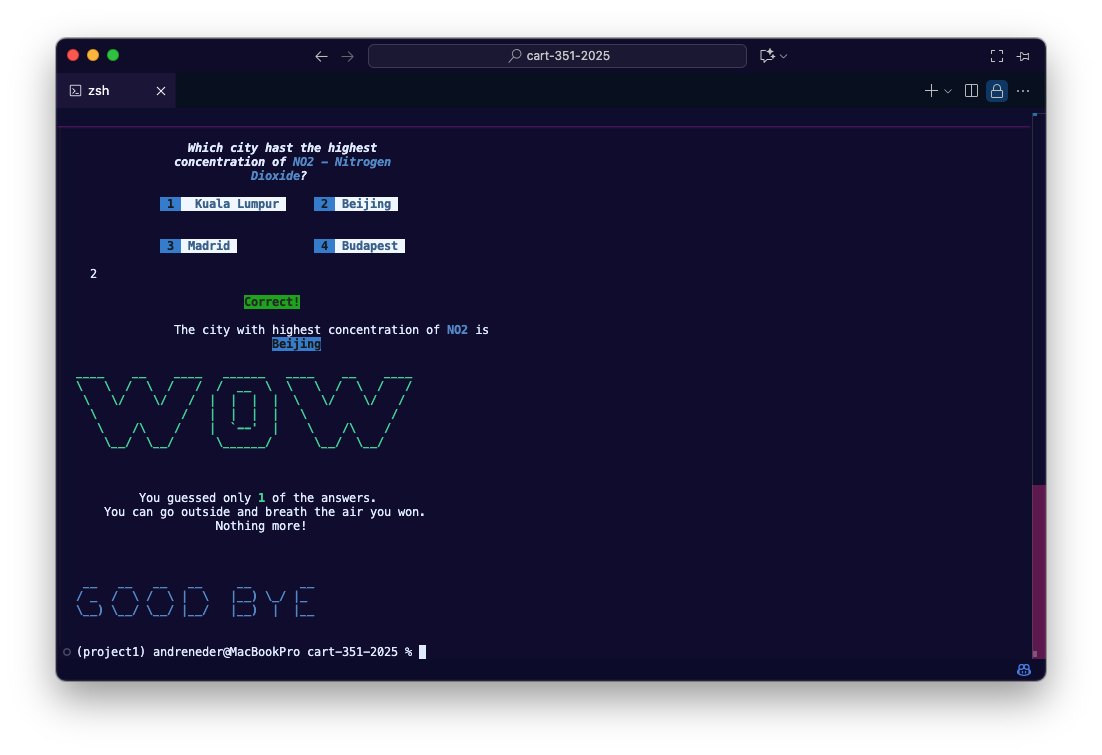 cart-351-2025
zsh
Which city hast the highest
concentration of NO2 - Nitrogen
Dioxide?
1 Kuala Lumpur 2 Beijing
3 Madrid 4 Budapest
2
Correct!
The city with highest concentration of NO2 is
Beijing
WOW
You guessed only 1 of the answers.
You can go outside and breath the air you won.
Nothing more!
GOOD BYE
(project1) andreneder@MacBookPro cart-351-2025 %